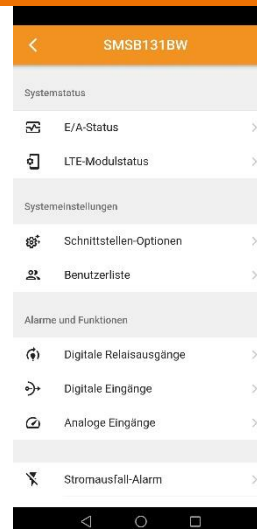 SMSB131BW
Systemstatus
E/A-Status
LTE-Modulstatus
Systemeinstellungen
Schnittstellen-Optionen
Benutzerliste
Alarme und Funktionen
Digitale Relaisausgänge
Digitale Eingänge
Analoge Eingänge
Stromausfall-Alarm